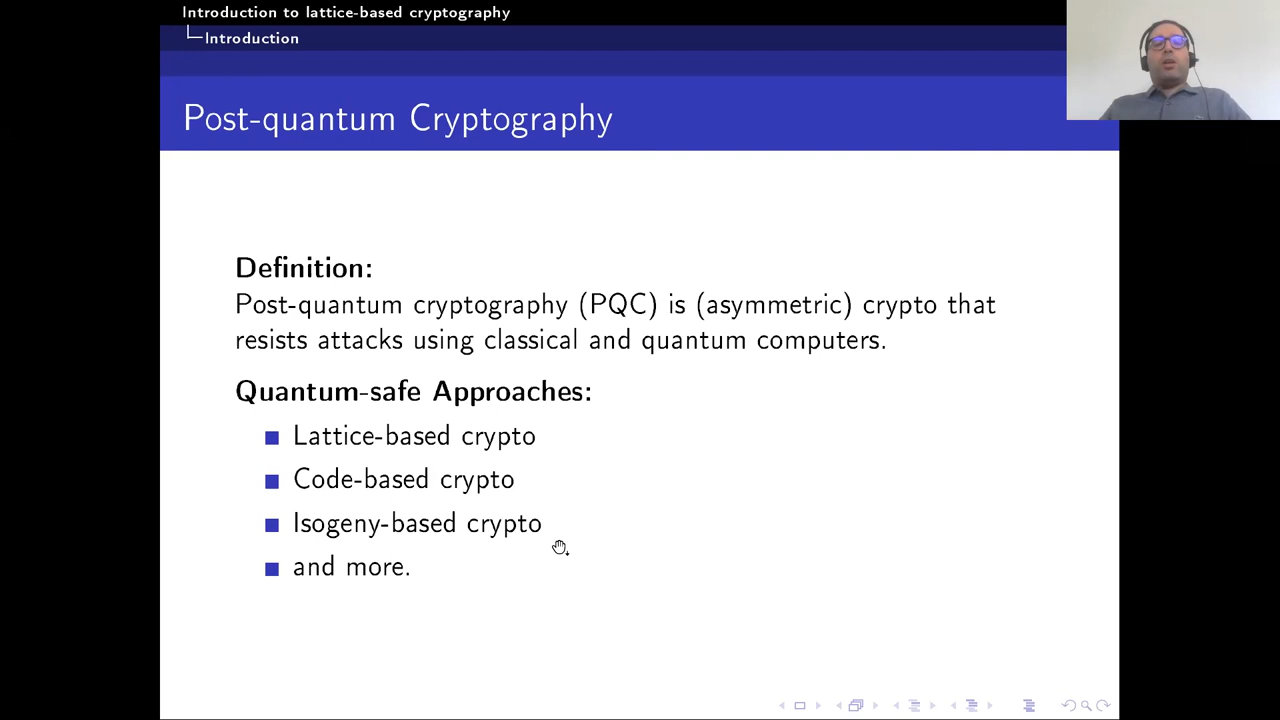 Introduction to lattice-based cryptography
Introduction
Post-quantum Cryptography
Definition:
Post-quantum cryptography (PQC) is (asymmetric) crypto that
resists attacks using classical and quantum computers.
Quantum-safe Approaches:
Lattice-based crypto
Code-based crypto
Isogeny-based crypto
and more.